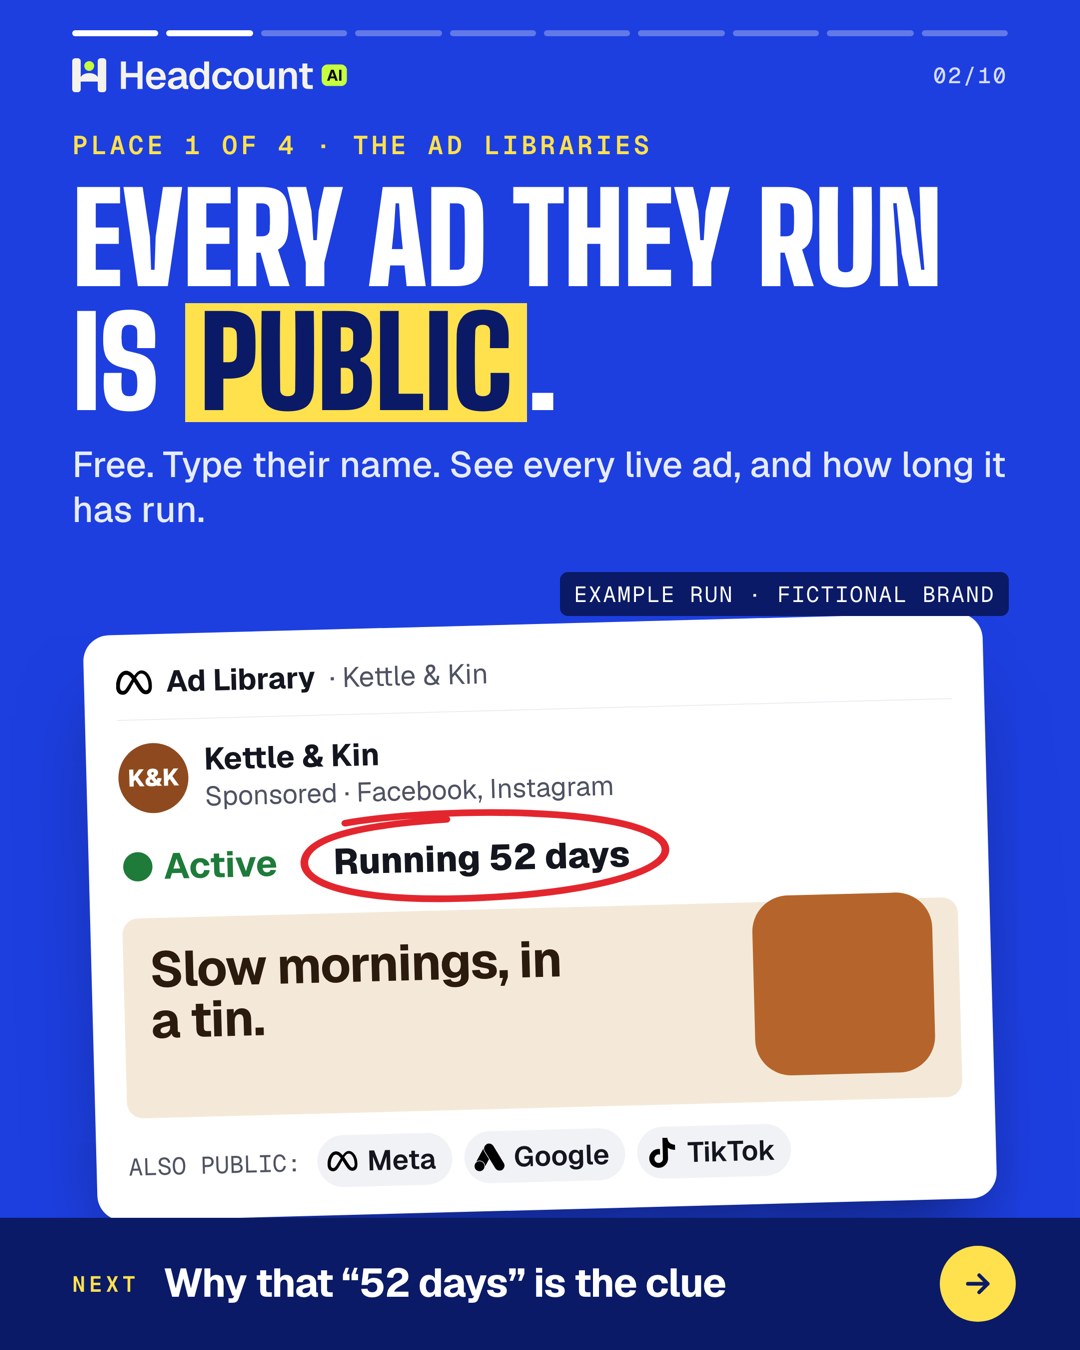 Headcount AI
02/10
PLACE 1 OF 4 · THE AD LIBRARIES
EVERY AD THEY RUN
IS PUBLIC.
Free. Type their name. See every live ad, and how long it
has run.
EXAMPLE RUN · FICTIONAL BRAND
Ad Library · Kettle & Kin
K&K
Kettle & Kin
Sponsored · Facebook, Instagram
Active
Running 52 days
Slow mornings, in
a tin.
ALSO PUBLIC: Meta Google TikTok
NEXT Why that “52 days” is the clue